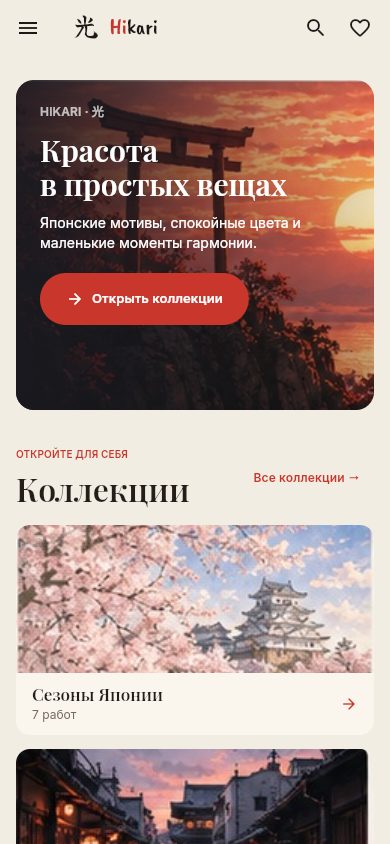 光 Hikari
HIKARI · 光
Красота
в простых вещах
Японские мотивы, спокойные цвета и
маленькие моменты гармонии.
→ Открыть коллекции
ОТКРОЙТЕ ДЛЯ СЕБЯ
Коллекции
Все коллекции →
Сезоны Японии
7 работ